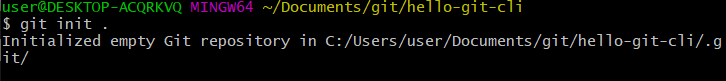 user@DESKTOP-ACQRKVQ MINGW64 ~/Documents/git/hello-git-cli
$ git init .
Initialized empty Git repository in C:/Users/user/Documents/git/hello-git-cli/.g
it/